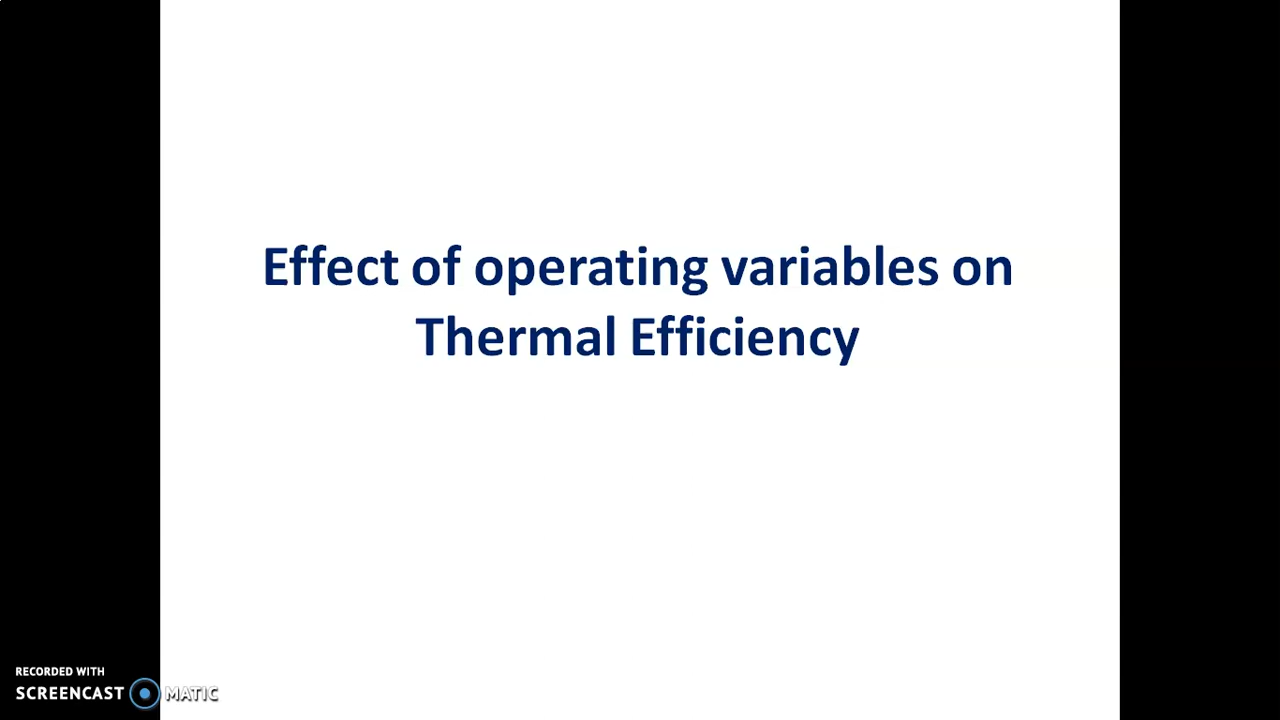 Effect of operating variables on
Thermal Efficiency
RECORDED WITH
SCREENCAST MATIC